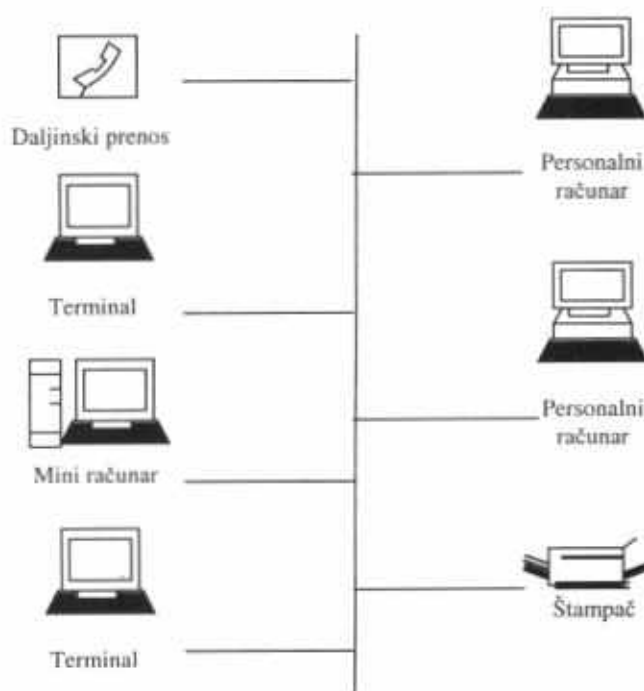 Daljinski prenos
Terminal
Mini računar
Terminal
Personalni
računar
Personalni
računar
Štampač